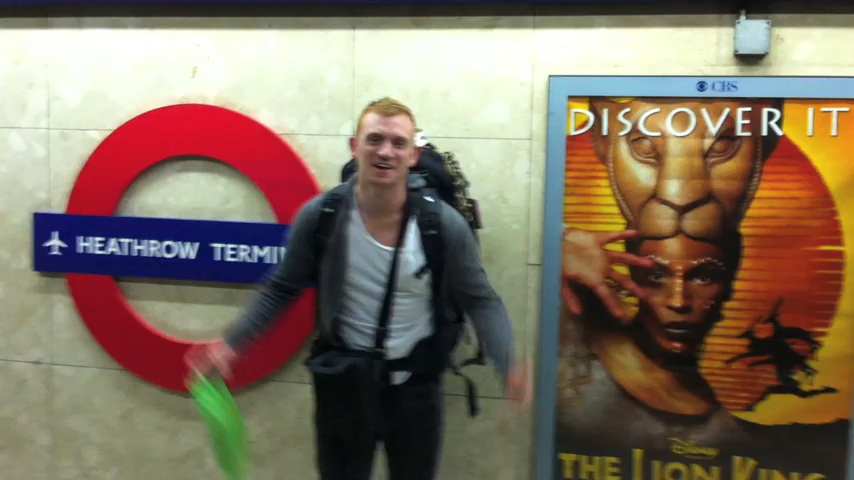 HEATHROW TERMI
CBS
DISCOVER IT
Disney
THE LION KING